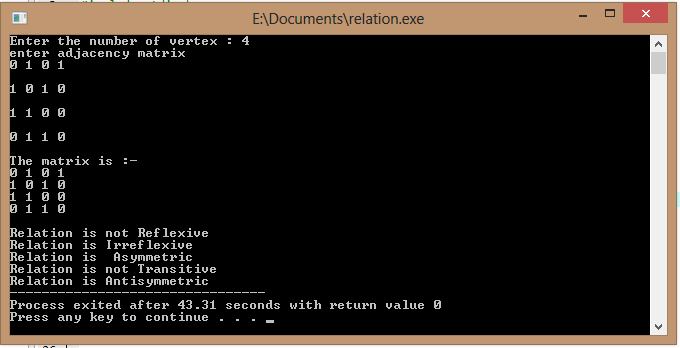 E:\Documents\relation.exe
Enter the number of vertex : 4
enter adjacency matrix
0 1 0 1
1 0 1 0
1 1 0 0
0 1 1 0
The matrix is :-
0 1 0 1
1 0 1 0
1 1 0 0
0 1 1 0
Relation is not Reflexive
Relation is Irreflexive
Relation is  Asymmetric
Relation is not Transitive
Relation is Antisymmetric
--------------------------------
Process exited after 43.31 seconds with return value 0
Press any key to continue . . . _